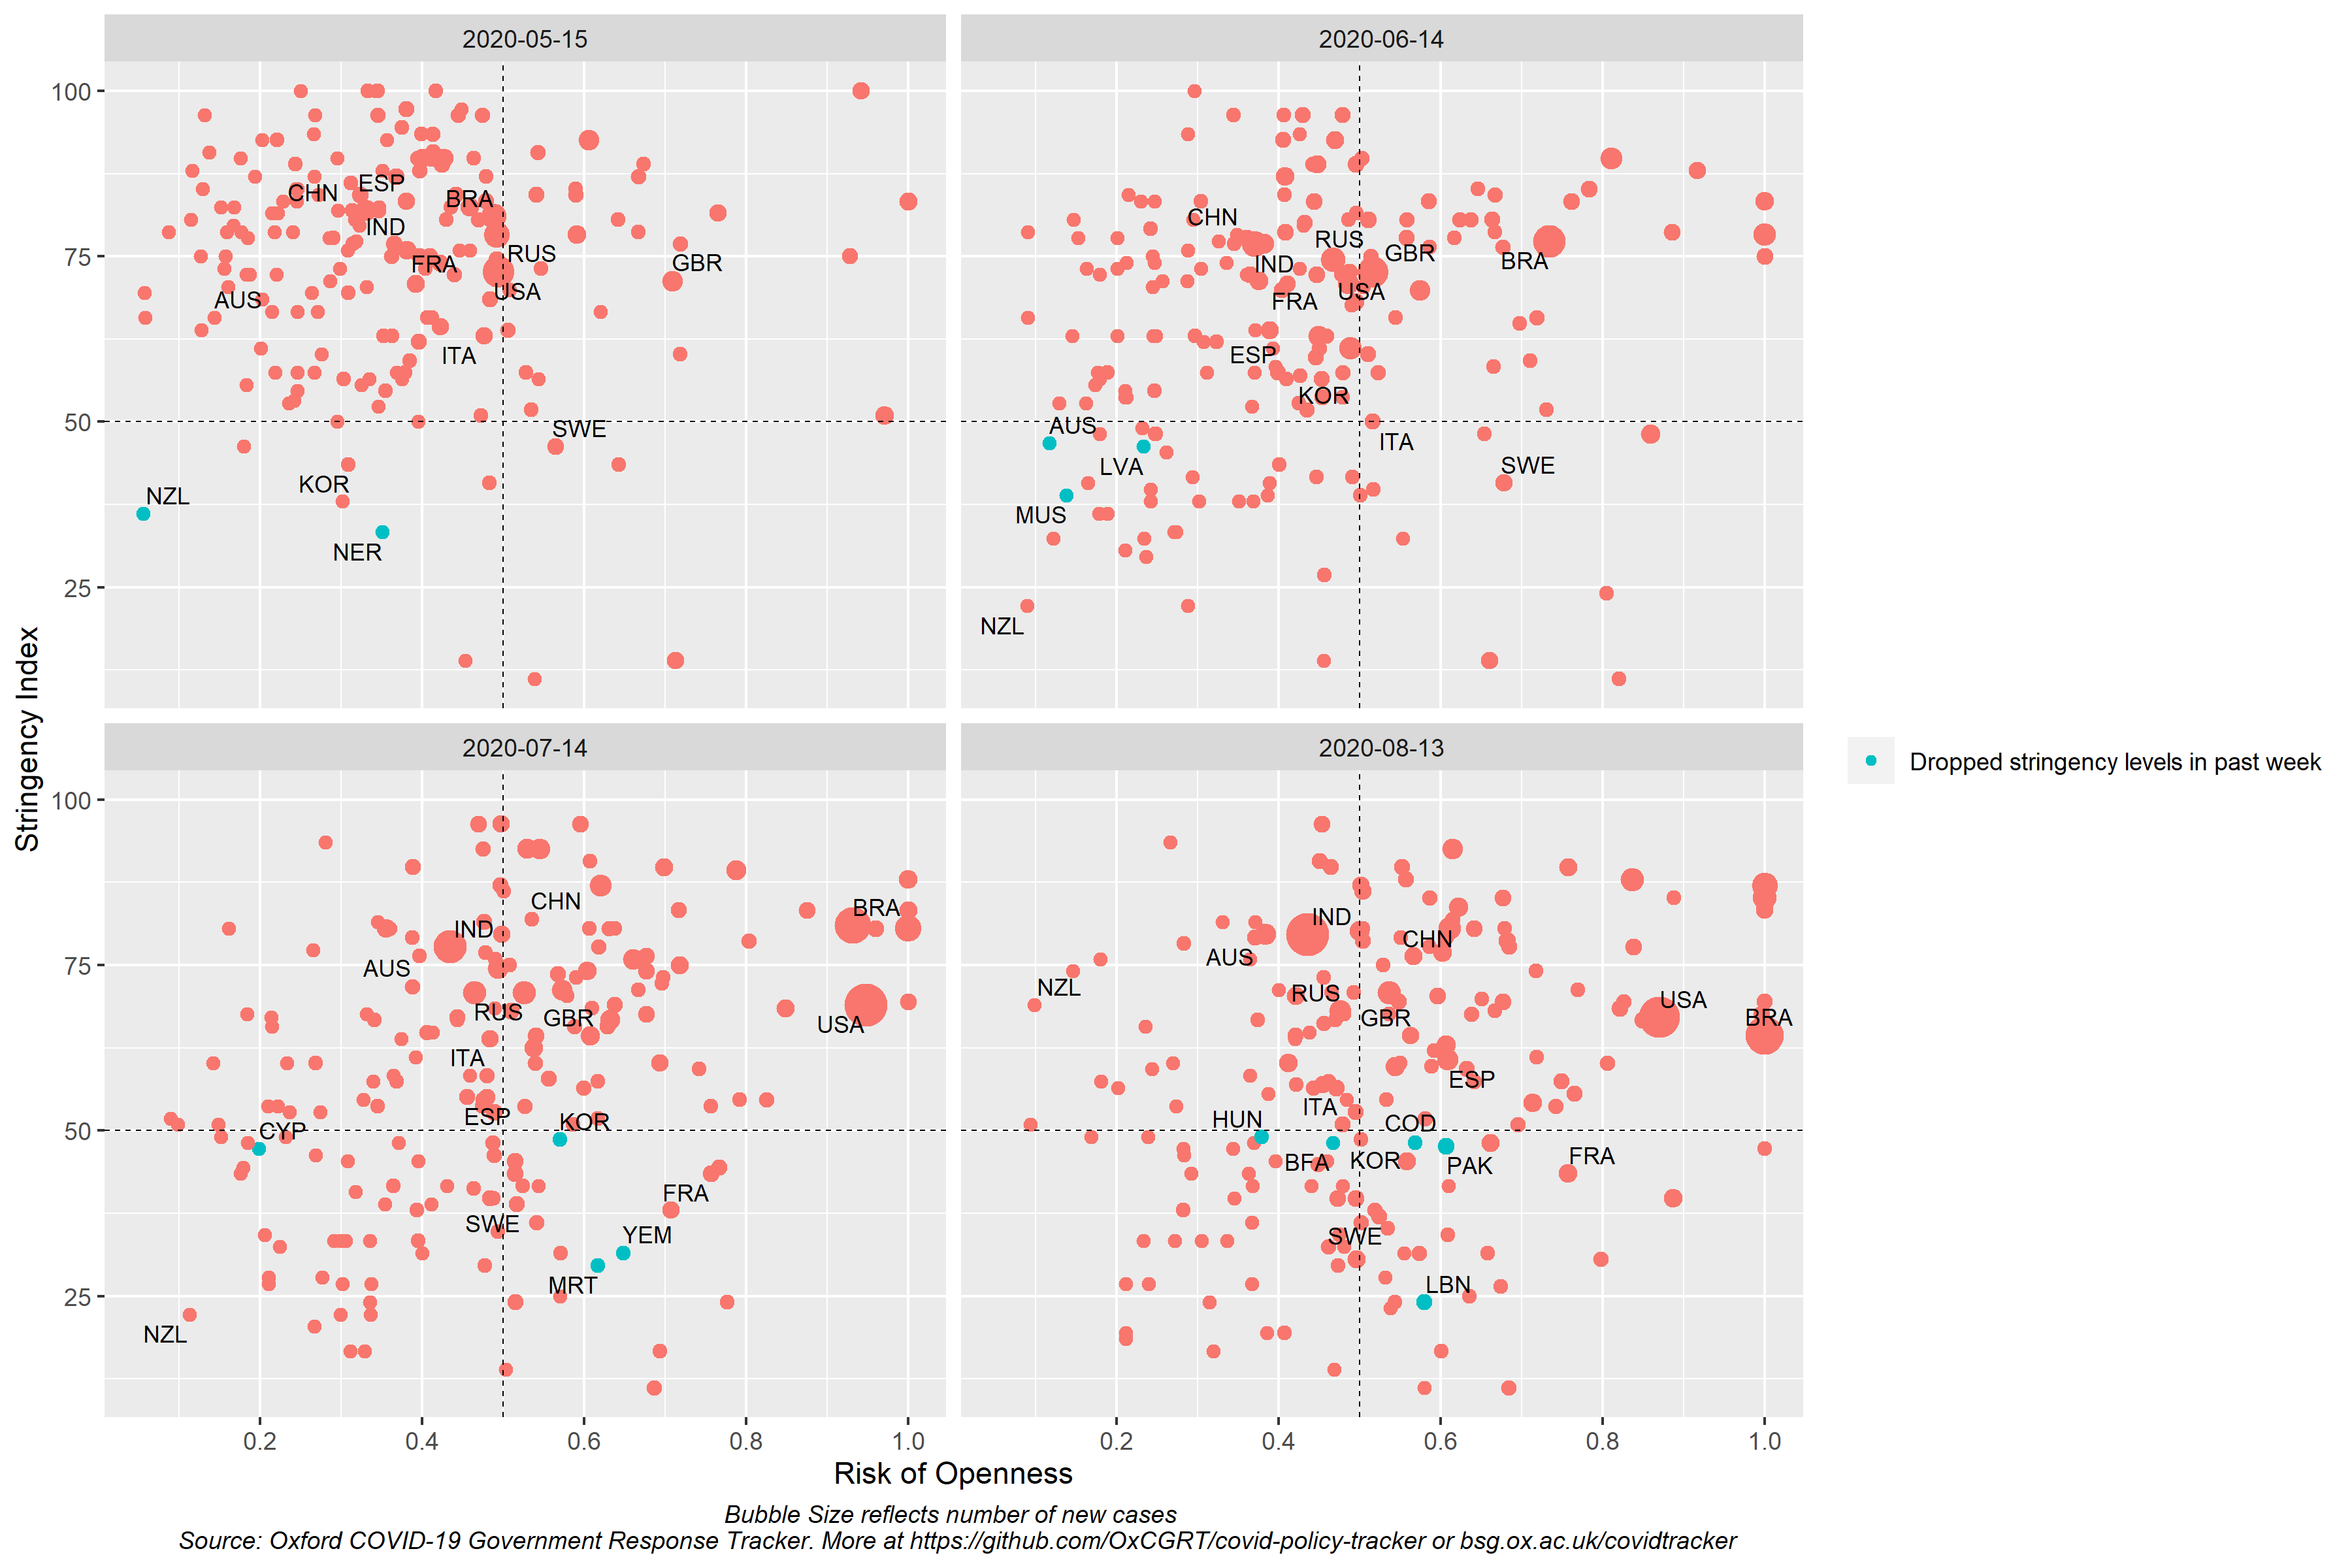 2020-05-15
2020-06-14
100
75
50
25
CHN
ESP
BRA
IND
FRA
RUS
GBR
AUS
USA
ITA
SWE
KOR
NZL
NER
CHN
RUS
GBR
BRA
IND
FRA
USA
ESP
KOR
AUS
ITA
LVA
SWE
MUS
NZL
Stringency Index
2020-07-14
2020-08-13
100
75
50
25
CHN
BRA
IND
AUS
RUS
GBR
USA
ITA
ESP
KOR
CYP
FRA
SWE
YEM
MRT
NZL
IND
CHN
AUS
NZL
RUS
USA
GBR
BRA
ESP
ITA
HUN
COD
BFA
KOR
PAK
FRA
SWE
LBN
Dropped stringency levels in past week
0.2 0.4 0.6 0.8 1.0
0.2 0.4 0.6 0.8 1.0
Risk of Openness
Bubble Size reflects number of new cases
Source: Oxford COVID-19 Government Response Tracker. More at https://github.com/OxCGRT/covid-policy-tracker or bsg.ox.ac.uk/covidtracker